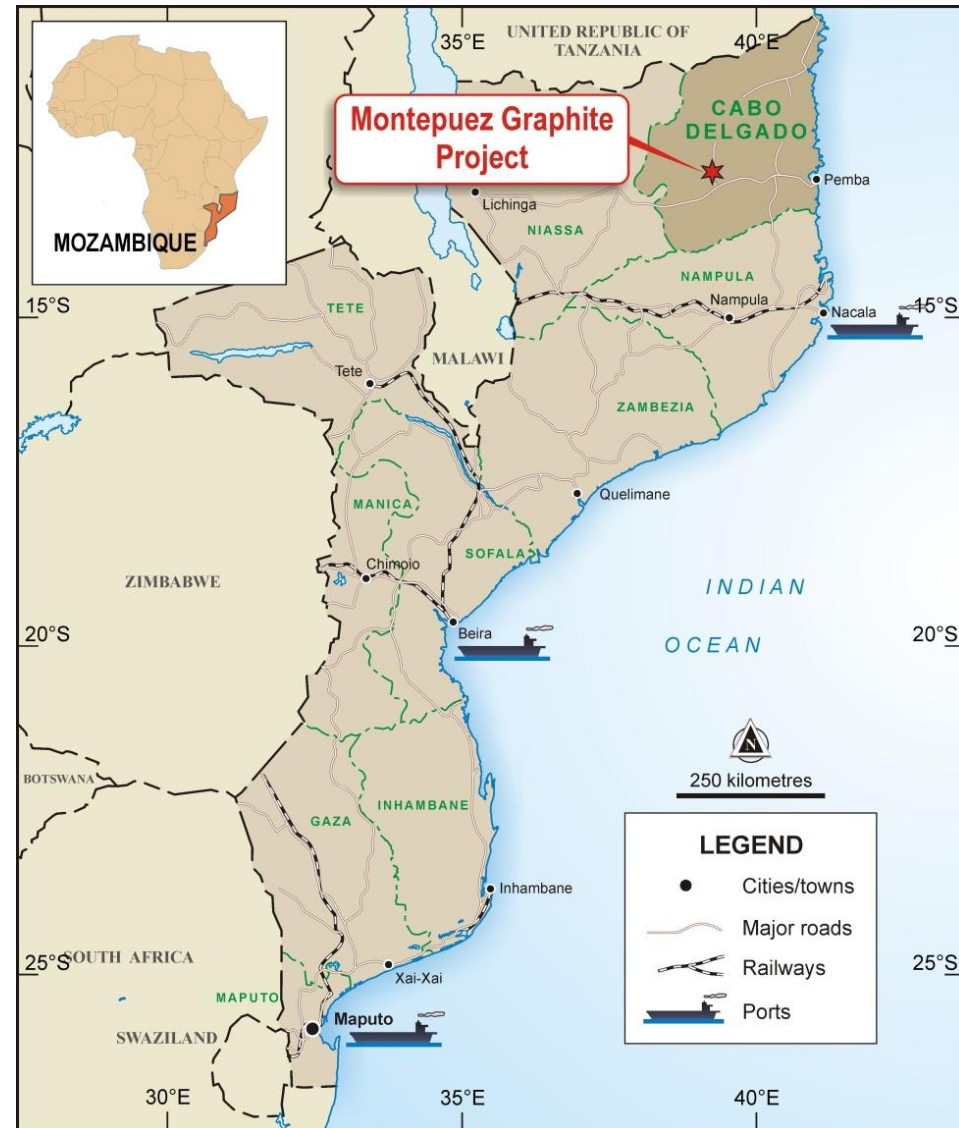 35°E
UNITED REPUBLIC OF
TANZANIA
40°E
MOZAMBIQUE
Montepuez Graphite
Project
CABO
DELGADO
Pemba
Lichinga
NIASSA
NAMPULA
Nampula
Nacala
15°S
15°S
TETE
MALAWI
Tete
ZAMBEZIA
Quelimane
MANICA
SOFALA
Chimoio
ZIMBABWE
INDIAN
OCEAN
Beira
20°S
20°S
N
250 kilometres
BOTSWANA
GAZA
INHAMBANE
Inhambane
LEGEND
Cities/towns
Major roads
Railways
Ports
SOUTH AFRICA
25°S
25°S
Xai-Xai
MAPUTO
Maputo
SWAZILAND
30°E
35°E
40°E